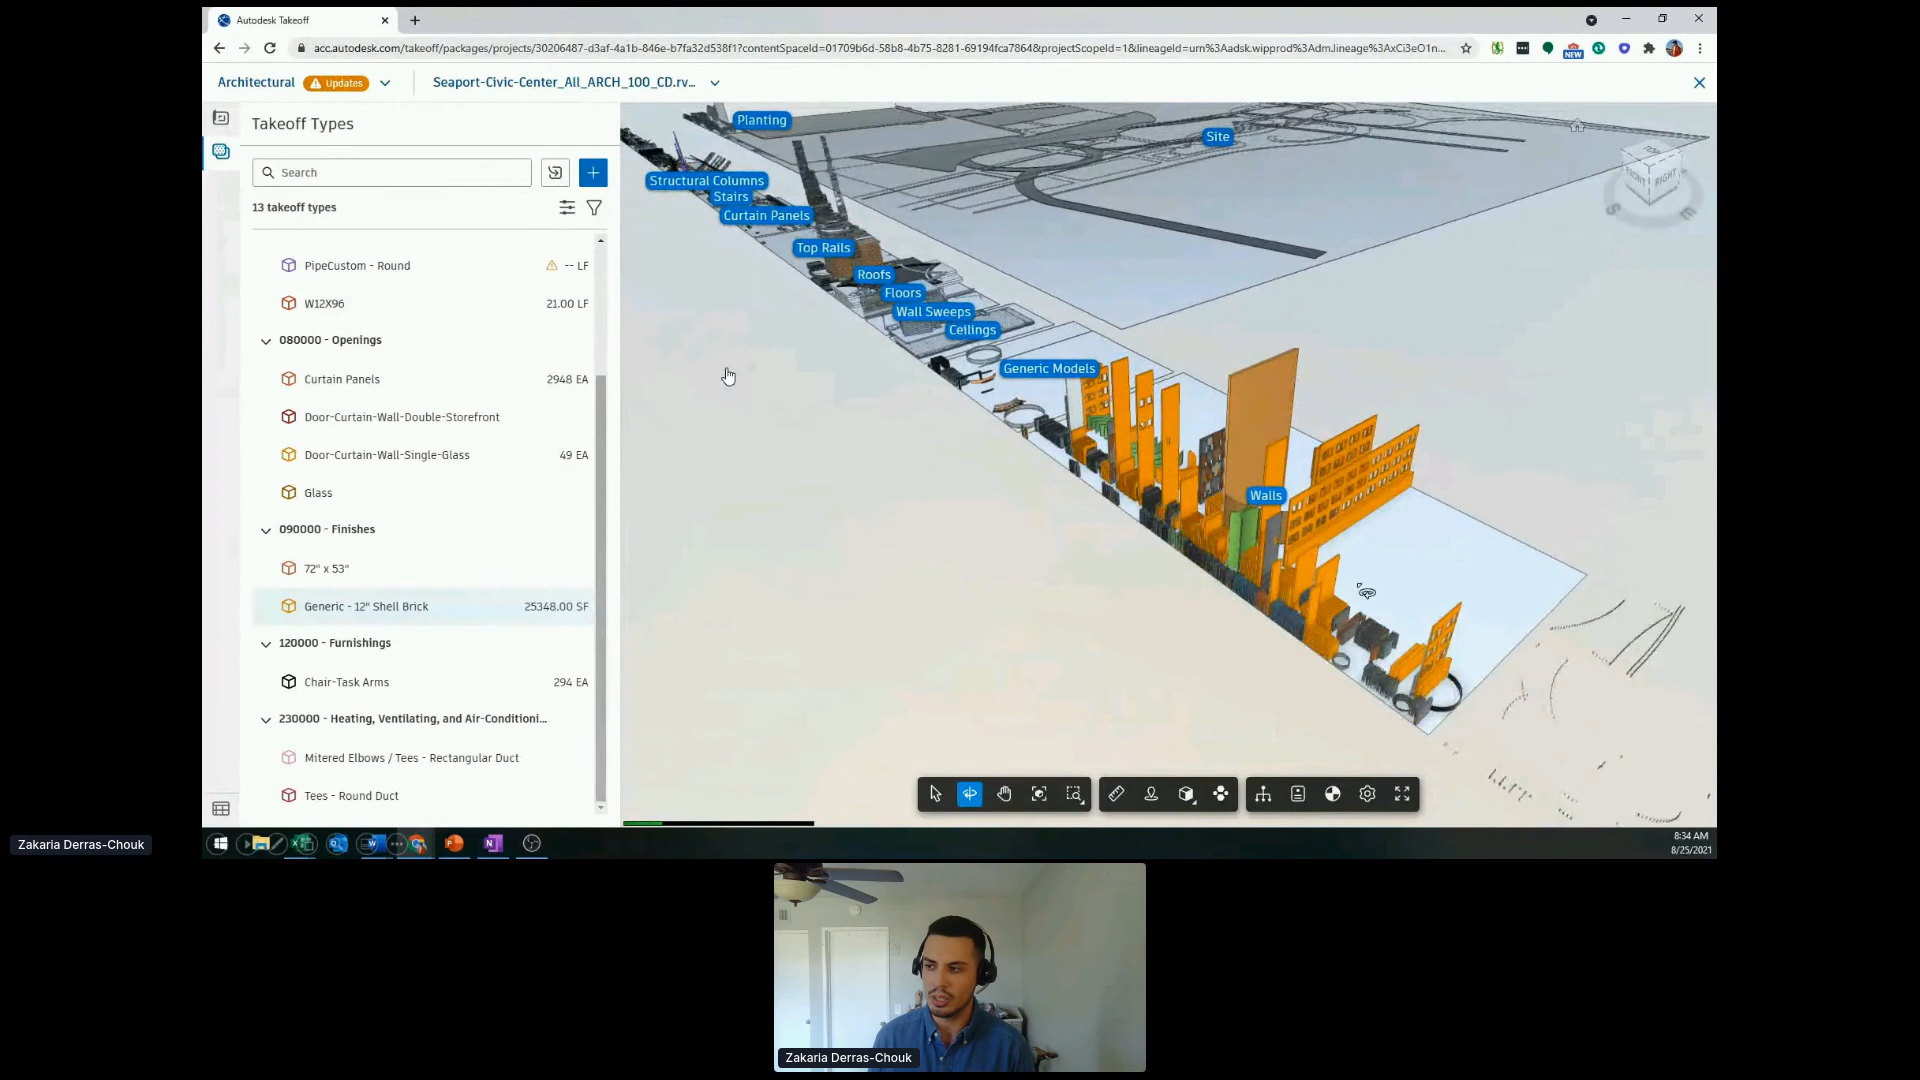 Autodesk Takeoff
acc.autodesk.com/takeoff/packages/projects/30206487-d3af-4a1b-846e-b7fa32d538f1?contentSpaceId=01709b6d-58b8-4b75-8281-69194fca7864&projectScopeId=1&lineageId=urn%3Aadsk.wipprod%3Adm.lineage%3AxCi3eO1n...
NEW
Architectural Updates Seaport-Civic-Center_All_ARCH_100_CD.rv...
Takeoff Types
Search
13 takeoff types
PipeCustom - Round -- LF
W12X96 21.00 LF
080000 - Openings
Curtain Panels 2948 EA
Door-Curtain-Wall-Double-Storefront
Door-Curtain-Wall-Single-Glass 49 EA
Glass
090000 - Finishes
72" x 53"
Generic - 12" Shell Brick 25348.00 SF
120000 - Furnishings
Chair-Task Arms 294 EA
230000 - Heating, Ventilating, and Air-Conditioni...
Mitered Elbows / Tees - Rectangular Duct
Tees - Round Duct
Planting
Site
Structural Columns
Stairs
Curtain Panels
Top Rails
Roofs
Floors
Wall Sweeps
Ceilings
Generic Models
Walls
TOP
FRONT
RIGHT
S
E
8:34 AM
8/25/2021
Zakaria Derras-Chouk
Zakaria Derras-Chouk